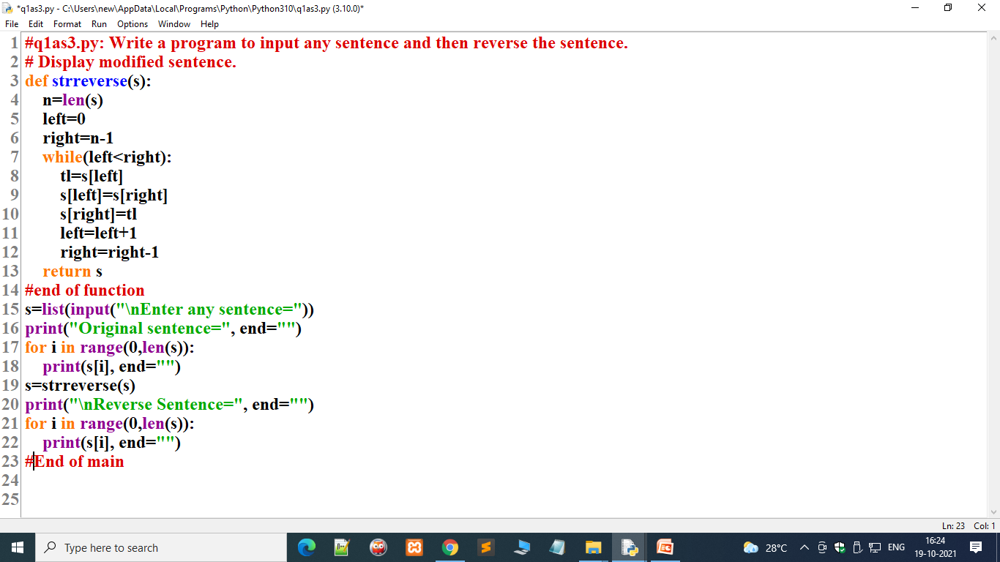 *q1as3.py - C:\Users\new\AppData\Local\Programs\Python\Python310\q1as3.py (3.10.0)*
File Edit Format Run Options Window Help
1 #q1as3.py: Write a program to input any sentence and then reverse the sentence.
2 # Display modified sentence.
3 def strreverse(s):
4     n=len(s)
5     left=0
6     right=n-1
7     while(left<right):
8         tl=s[left]
9         s[left]=s[right]
10         s[right]=tl
11         left=left+1
12         right=right-1
13     return s
14 #end of function
15 s=list(input("\nEnter any sentence="))
16 print("Original sentence=", end="")
17 for i in range(0,len(s)):
18     print(s[i], end="")
19 s=strreverse(s)
20 print("\nReverse Sentence=", end="")
21 for i in range(0,len(s)):
22     print(s[i], end="")
23 #End of main
24
25
Ln: 23 Col: 1
Type here to search
28°C
ENG
16:24
19-10-2021